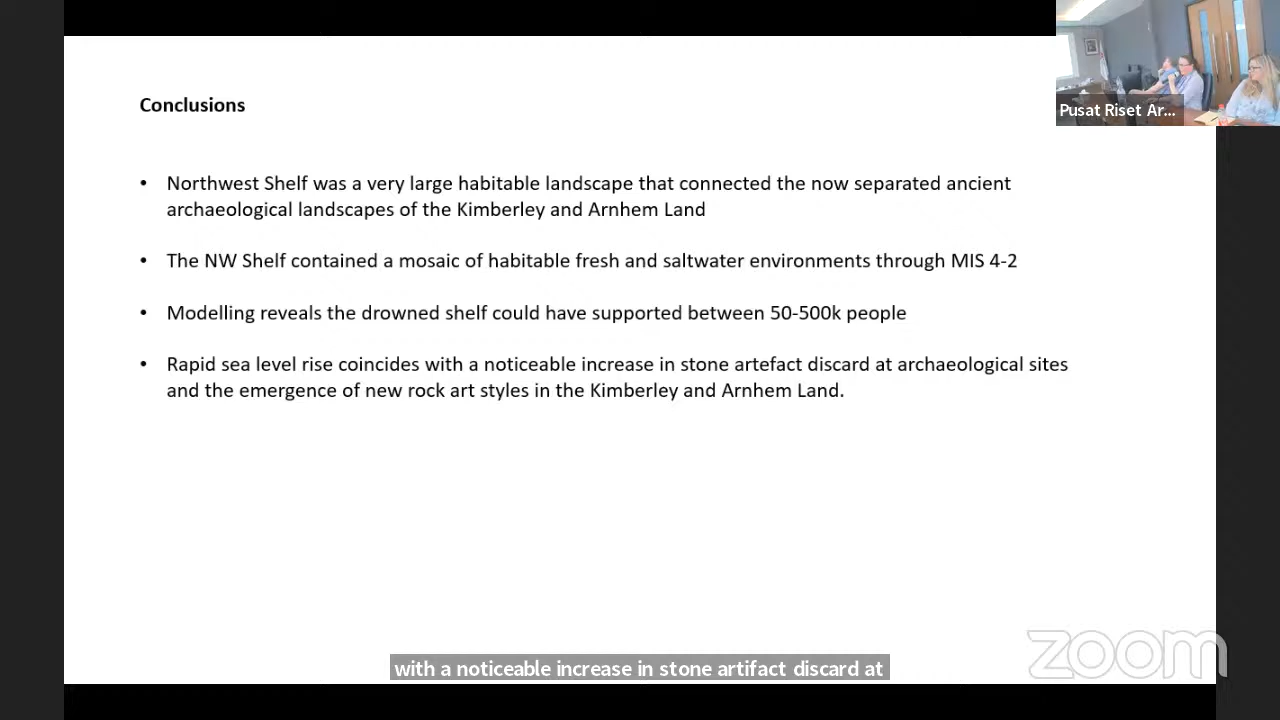 Conclusions
Pusat Riset Ar...
• Northwest Shelf was a very large habitable landscape that connected the now separated ancient
archaeological landscapes of the Kimberley and Arnhem Land
• The NW Shelf contained a mosaic of habitable fresh and saltwater environments through MIS 4-2
• Modelling reveals the drowned shelf could have supported between 50-500k people
• Rapid sea level rise coincides with a noticeable increase in stone artefact discard at archaeological sites
and the emergence of new rock art styles in the Kimberley and Arnhem Land.
zoom
with a noticeable increase in stone artifact discard at